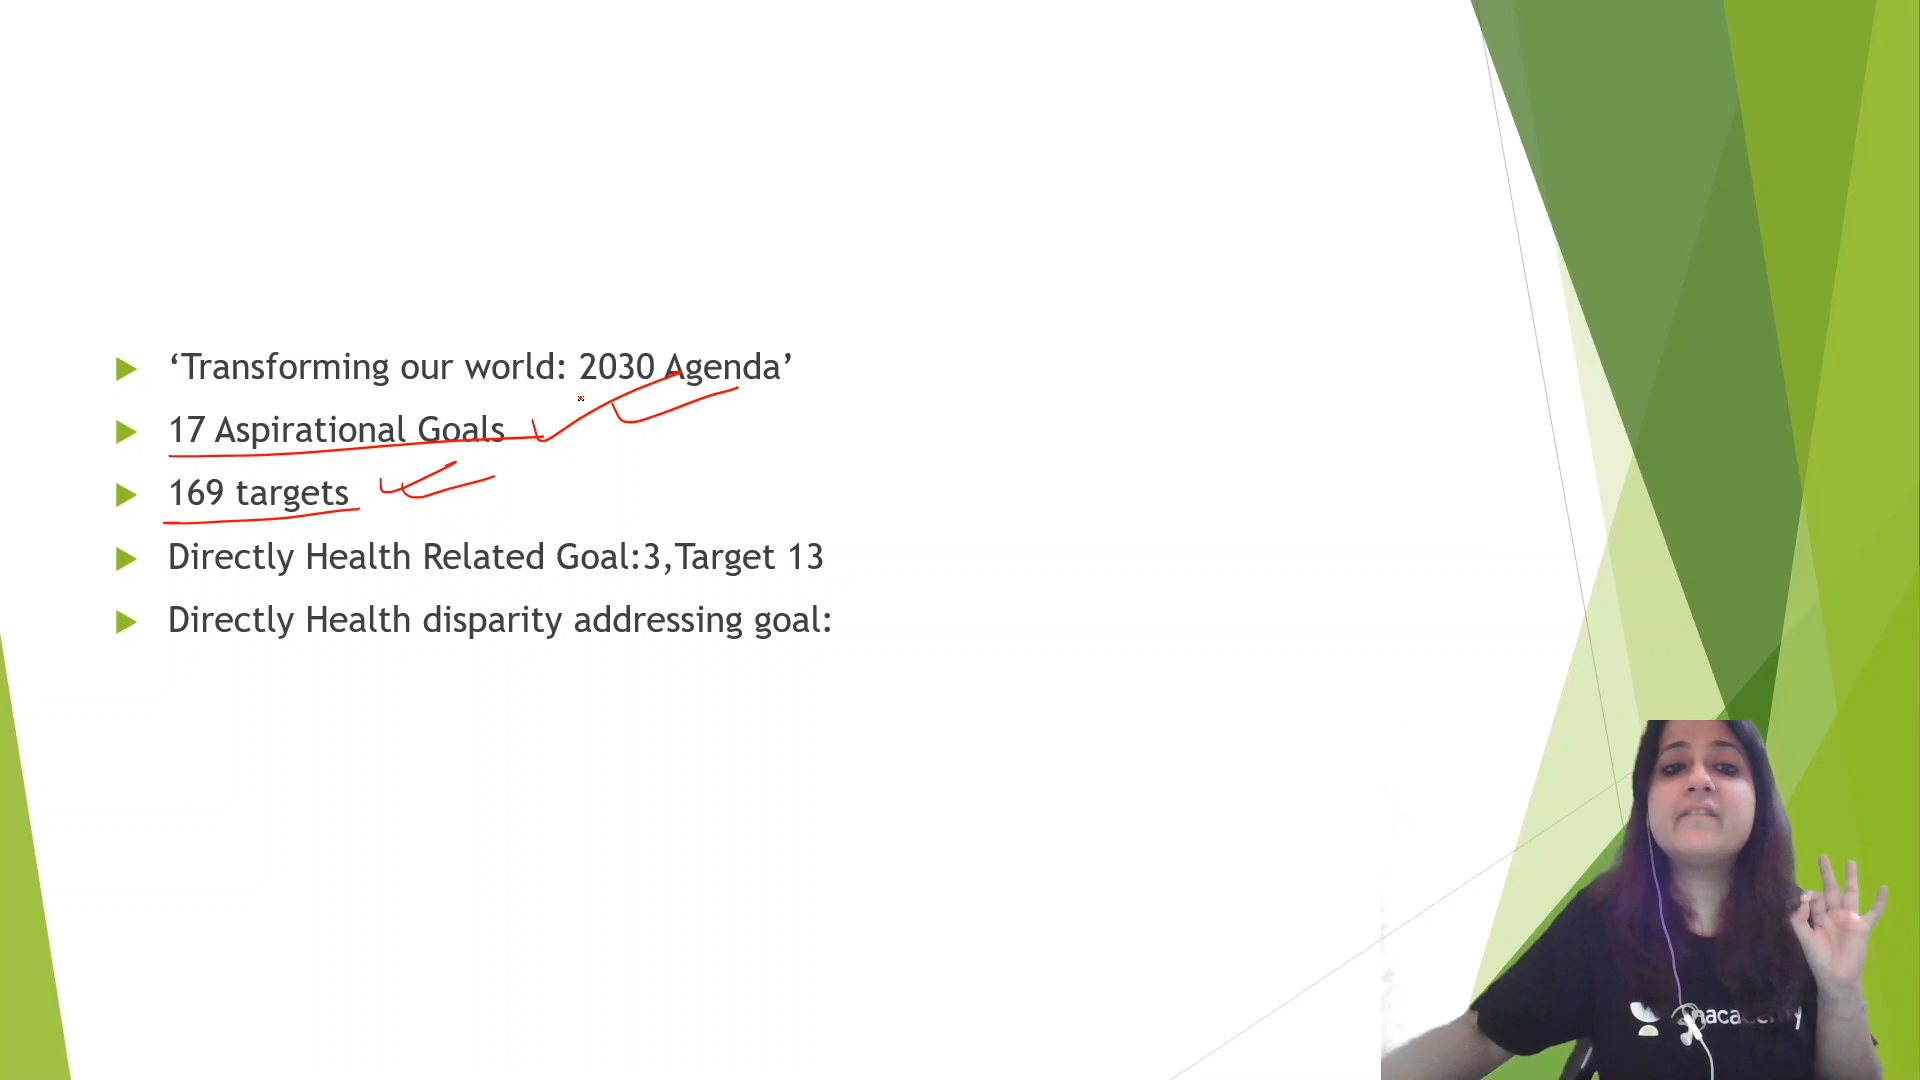 ‘Transforming our world: 2030 Agenda’
17 Aspirational Goals
169 targets
Directly Health Related Goal:3,Target 13
Directly Health disparity addressing goal: